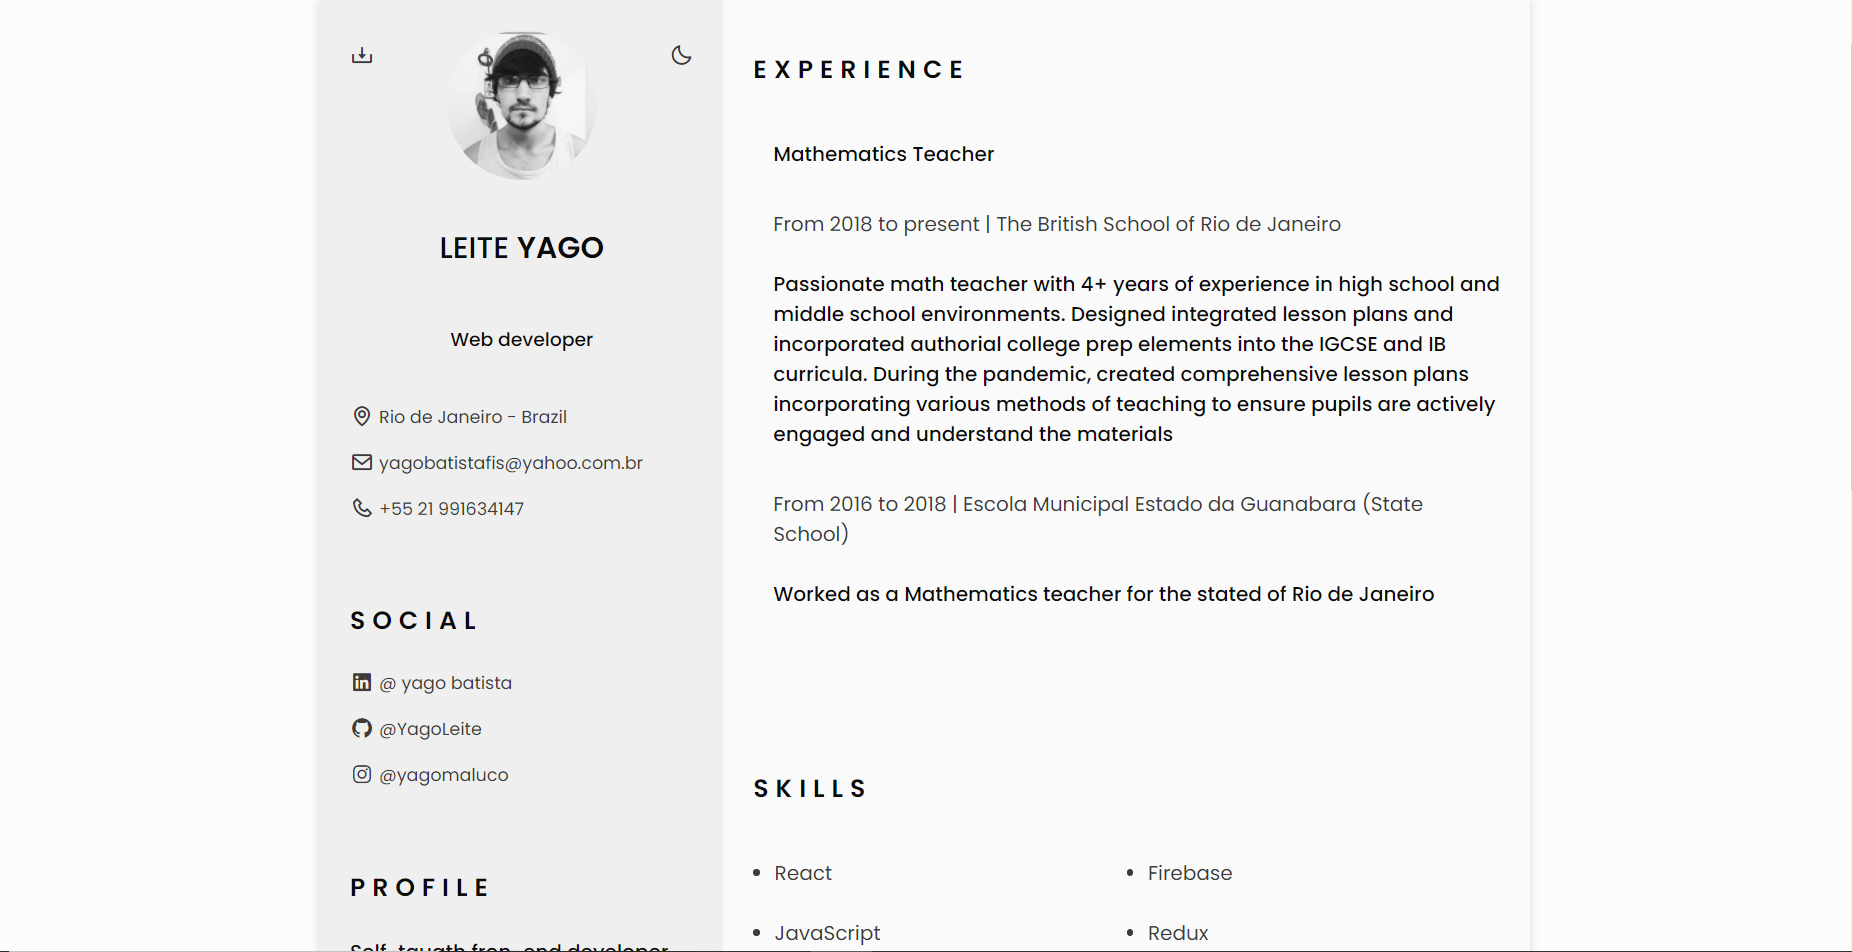 LEITE YAGO
Web developer
Rio de Janeiro - Brazil
yagobatistafis@yahoo.com.br
+55 21 991634147
SOCIAL
@ yago batista
@YagoLeite
@yagomaluco
PROFILE
Self-taugth fron-end developer
EXPERIENCE
Mathematics Teacher
From 2018 to present | The British School of Rio de Janeiro
Passionate math teacher with 4+ years of experience in high school and
middle school environments. Designed integrated lesson plans and
incorporated authorial college prep elements into the IGCSE and IB
curricula. During the pandemic, created comprehensive lesson plans
incorporating various methods of teaching to ensure pupils are actively
engaged and understand the materials
From 2016 to 2018 | Escola Municipal Estado da Guanabara (State
School)
Worked as a Mathematics teacher for the stated of Rio de Janeiro
SKILLS
React
Firebase
JavaScript
Redux